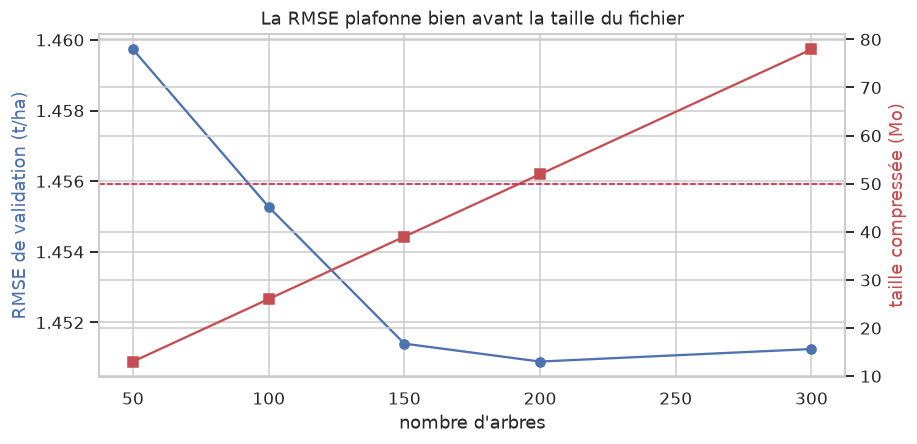 La RMSE plafonne bien avant la taille du fichier
RMSE de validation (t/ha)
1.460
1.458
1.456
1.454
1.452
80
70
60
50
40
30
20
10
taille compressée (Mo)
50 100 150 200 250 300
nombre d'arbres